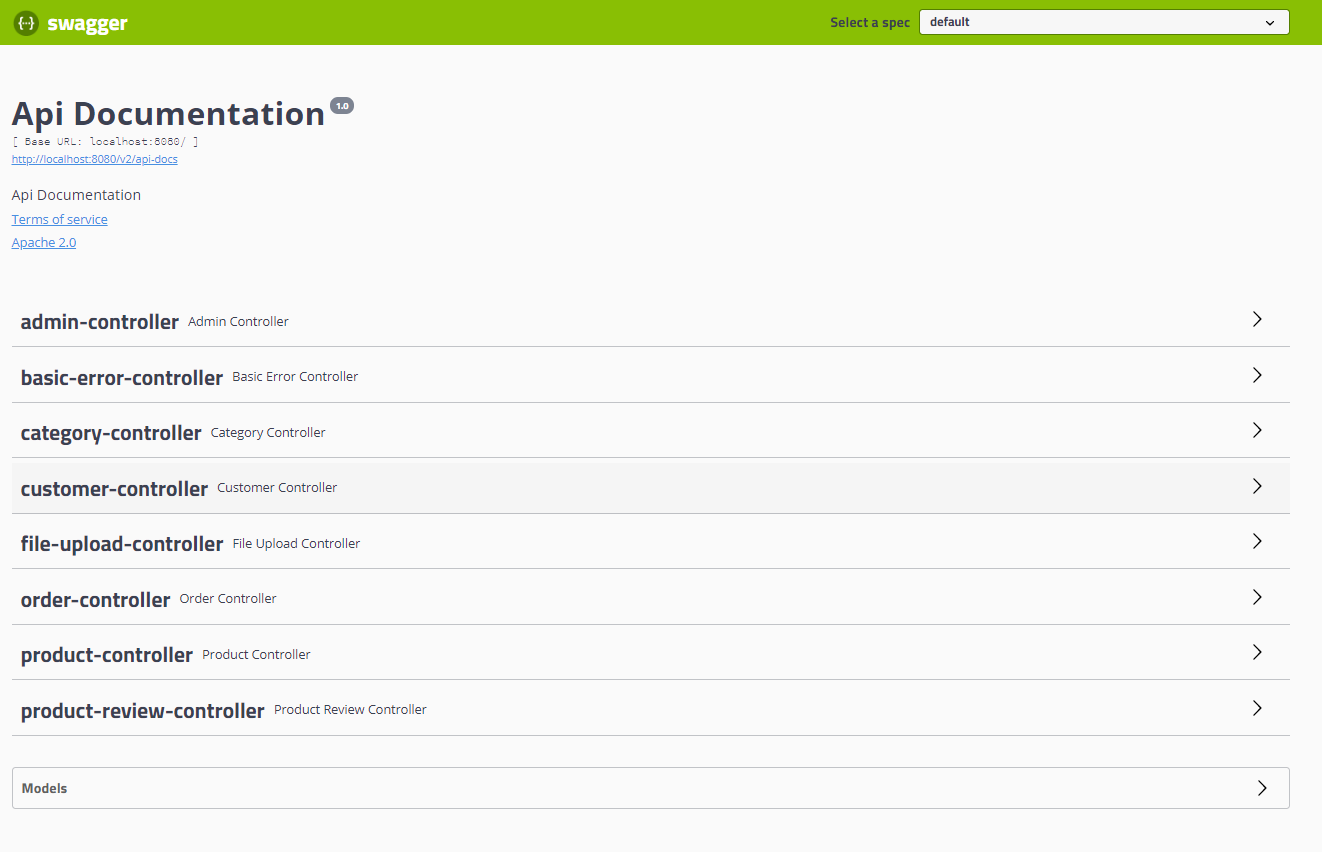 swagger
Select a spec default
Api Documentation 1.0
[ Base URL: localhost:8080/ ]
http://localhost:8080/v2/api-docs
Api Documentation
Terms of service
Apache 2.0
admin-controller Admin Controller
basic-error-controller Basic Error Controller
category-controller Category Controller
customer-controller Customer Controller
file-upload-controller File Upload Controller
order-controller Order Controller
product-controller Product Controller
product-review-controller Product Review Controller
Models